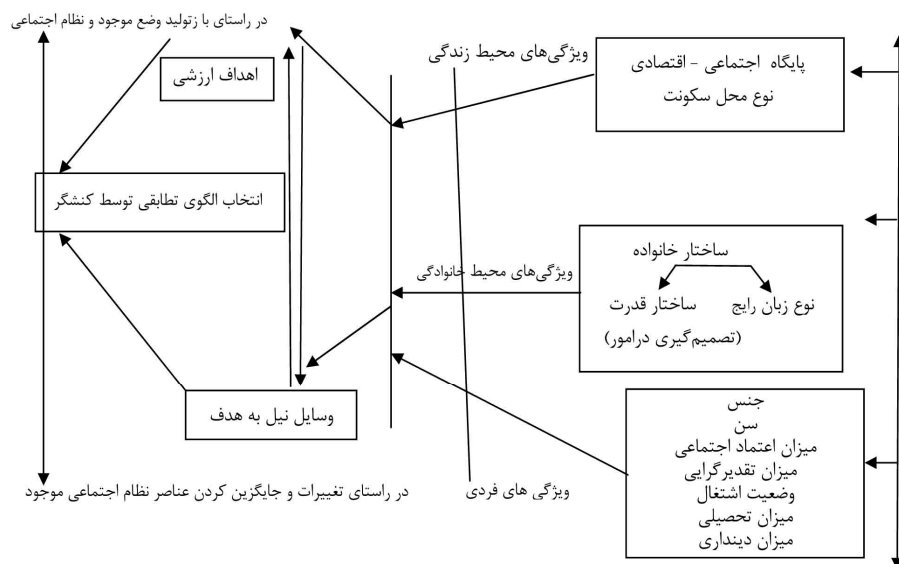 در راستای با زتولید وضع موجود و نظام اجتماعی
ویژگی‌های محیط زندگی
پایگاه اجتماعی - اقتصادی
نوع محل سکونت
اهداف ارزشی
انتخاب الگوی تطابقی توسط کنشگر
ساختار خانواده
ویژگی‌های محیط خانوادگی
نوع زبان رایج
ساختار قدرت
(تصمیم‌گیری درامور)
وسایل نیل به هدف
جنس
سن
میزان اعتماد اجتماعی
میزان تقدیرگرایی
وضعیت اشتغال
میزان تحصیلی
میزان دینداری
ویژگی های فردی
در راستای تغییرات و جایگزین کردن عناصر نظام اجتماعی موجود